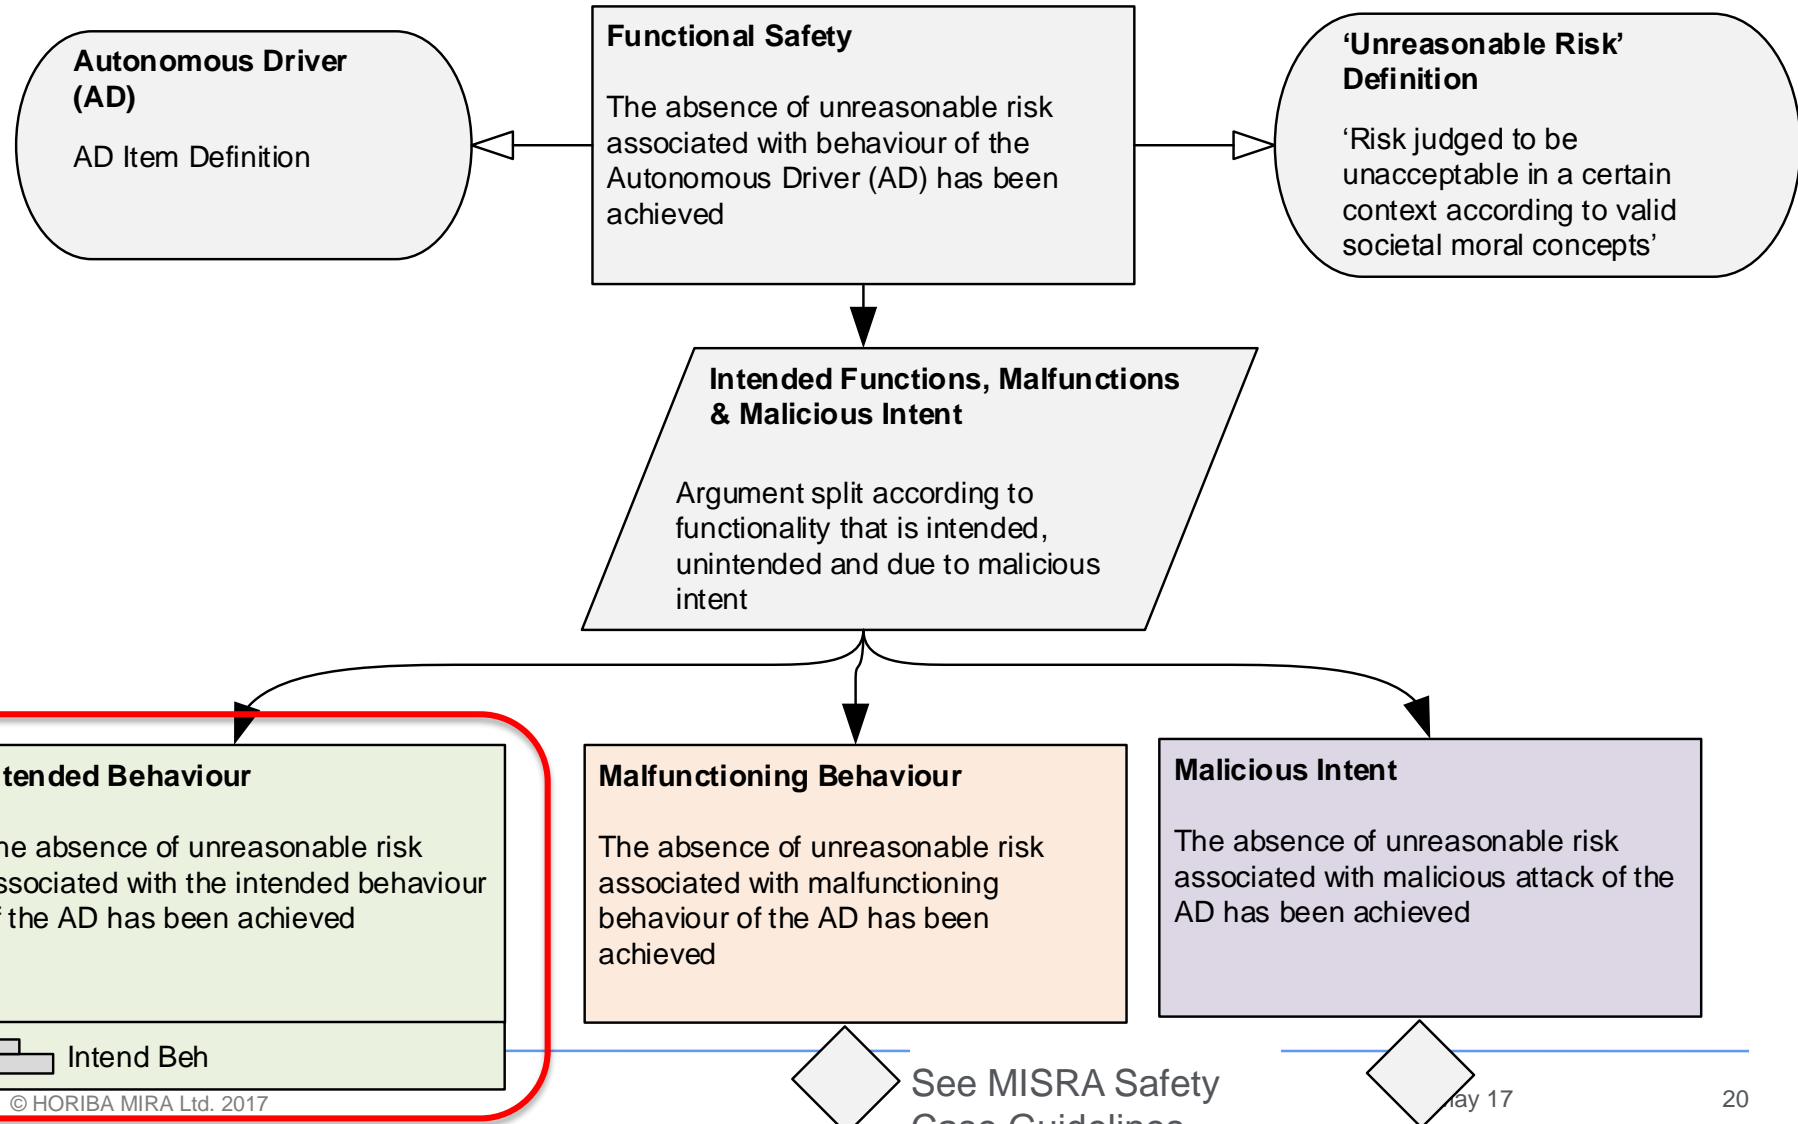 Autonomous Driver
(AD)
AD Item Definition
Functional Safety
The absence of unreasonable risk
associated with behaviour of the
Autonomous Driver (AD) has been
achieved
‘Unreasonable Risk’
Definition
‘Risk judged to be
unacceptable in a certain
context according to valid
societal moral concepts’
Intended Functions, Malfunctions
& Malicious Intent
Argument split according to
functionality that is intended,
unintended and due to malicious
intent
tended Behaviour
he absence of unreasonable risk
ssociated with the intended behaviour
f the AD has been achieved
Intend Beh
Malfunctioning Behaviour
The absence of unreasonable risk
associated with malfunctioning
behaviour of the AD has been
achieved
Malicious Intent
The absence of unreasonable risk
associated with malicious attack of the
AD has been achieved
See MISRA Safety
Case Guidelines
© HORIBA MIRA Ltd. 2017
ay 17
20